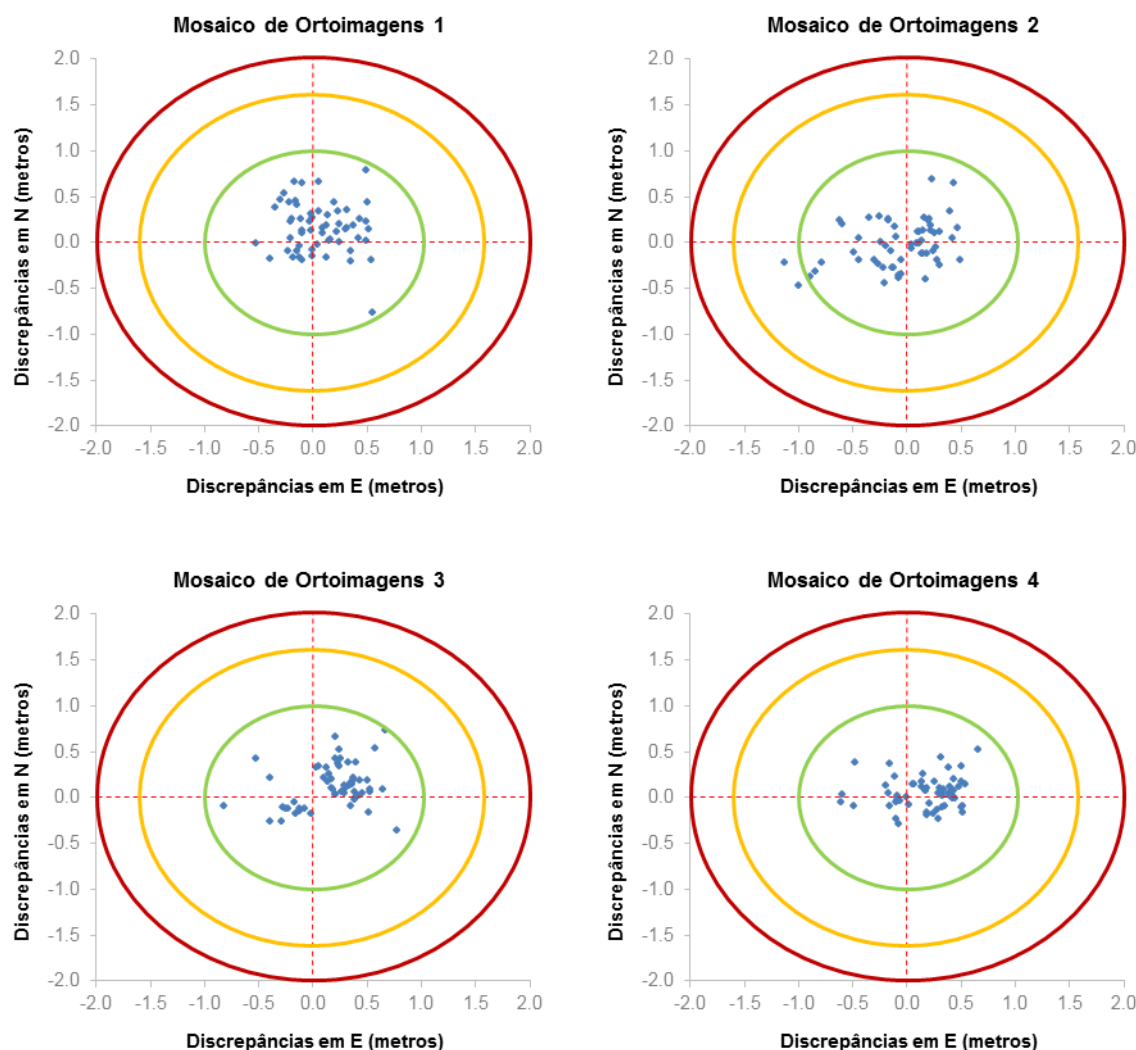 Mosaico de Ortoimagens 1
2.0
1.5
1.0
0.5
0.0
-0.5
-1.0
-1.5
-2.0
Discrepâncias em N (metros)
-2.0 -1.5 -1.0 -0.5 0.0 0.5 1.0 1.5 2.0
Discrepâncias em E (metros)
Mosaico de Ortoimagens 2
2.0
1.5
1.0
0.5
0.0
-0.5
-1.0
-1.5
-2.0
Discrepâncias em N (metros)
-2.0 -1.5 -1.0 -0.5 0.0 0.5 1.0 1.5 2.0
Discrepâncias em E (metros)
Mosaico de Ortoimagens 3
2.0
1.5
1.0
0.5
0.0
-0.5
-1.0
-1.5
-2.0
Discrepâncias em N (metros)
-2.0 -1.5 -1.0 -0.5 0.0 0.5 1.0 1.5 2.0
Discrepâncias em E (metros)
Mosaico de Ortoimagens 4
2.0
1.5
1.0
0.5
0.0
-0.5
-1.0
-1.5
-2.0
Discrepâncias em N (metros)
-2.0 -1.5 -1.0 -0.5 0.0 0.5 1.0 1.5 2.0
Discrepâncias em E (metros)